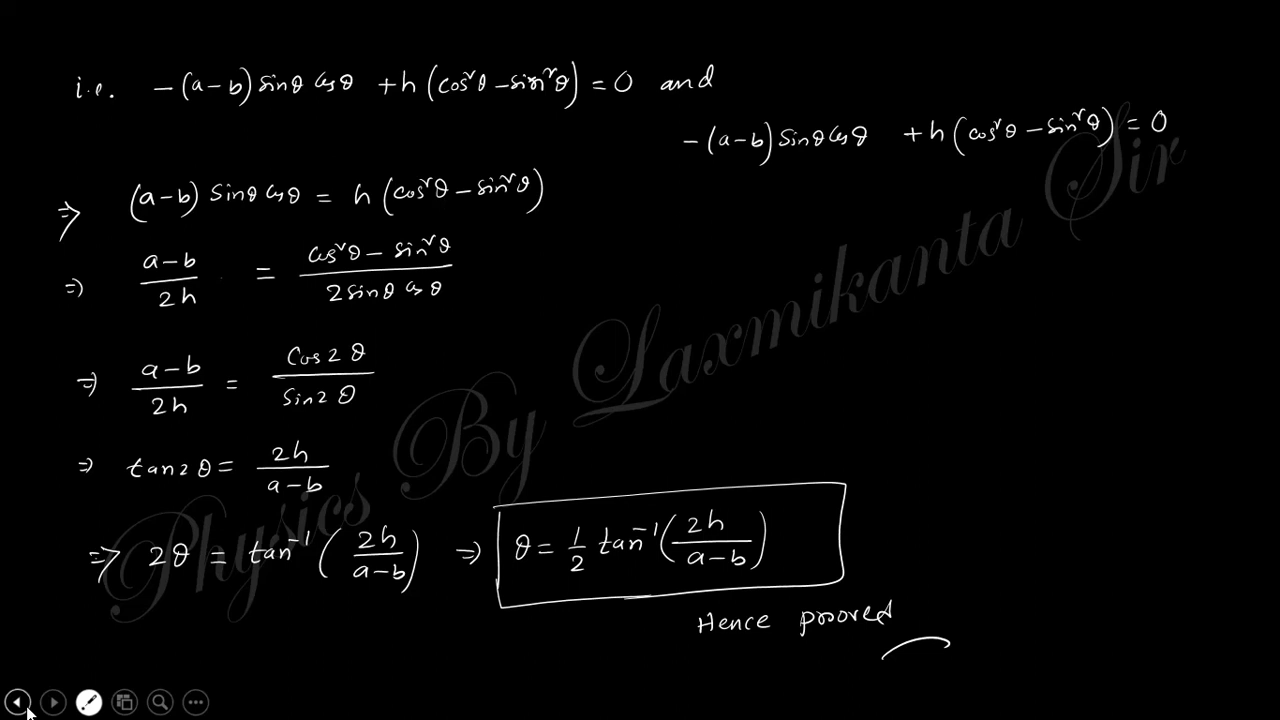 i.e. -(a-b) sinθ cosθ + h (cos²θ - sin²θ) = 0 and
-(a-b) sinθ cosθ + h (cos²θ - sin²θ) = 0
⇒ (a-b) sinθ cosθ = h (cos²θ - sin²θ)
⇒ (a-b)/(2h) = (cos²θ - sin²θ)/(2 sinθ cosθ)
⇒ (a-b)/(2h) = (cos2θ)/(sin2θ)
⇒ tan2θ = (2h)/(a-b)
⇒ 2θ = tan⁻¹ (2h/(a-b)) ⇒ θ = 1/2 tan⁻¹ (2h/(a-b))
Hence prooved
Physics By Laxmikanta Sir